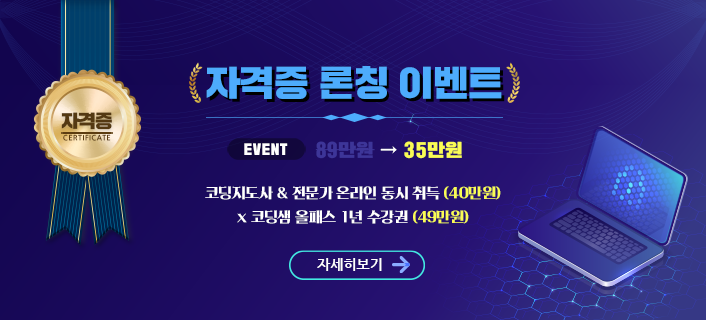 자격증
CERTIFICATE
자격증 론칭 이벤트
EVENT 89만원 → 35만원
코딩지도사 & 전문가 온라인 동시 취득 (40만원)
x 코딩샘 올패스 1년 수강권 (49만원)
자세히보기 →